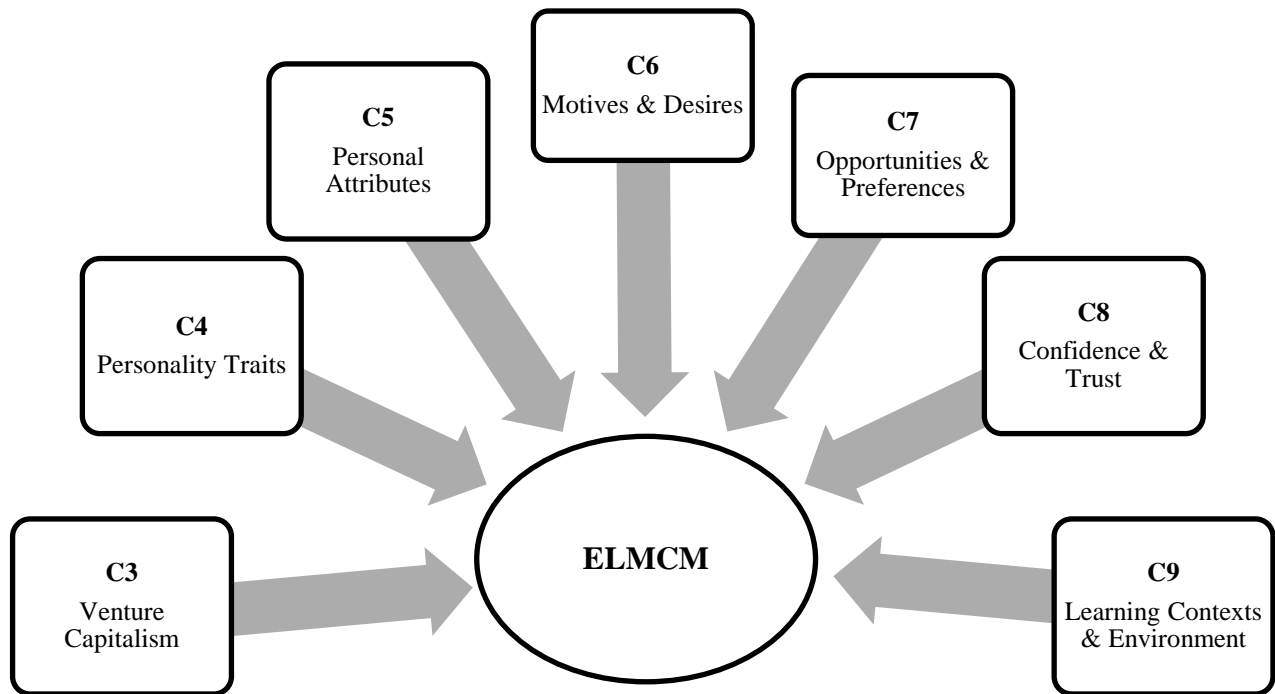 C6
Motives & Desires
C5
Personal
Attributes
C7
Opportunities &
Preferences
C4
Personality Traits
C8
Confidence &
Trust
C3
Venture
Capitalism
ELMCM
C9
Learning Contexts
& Environment